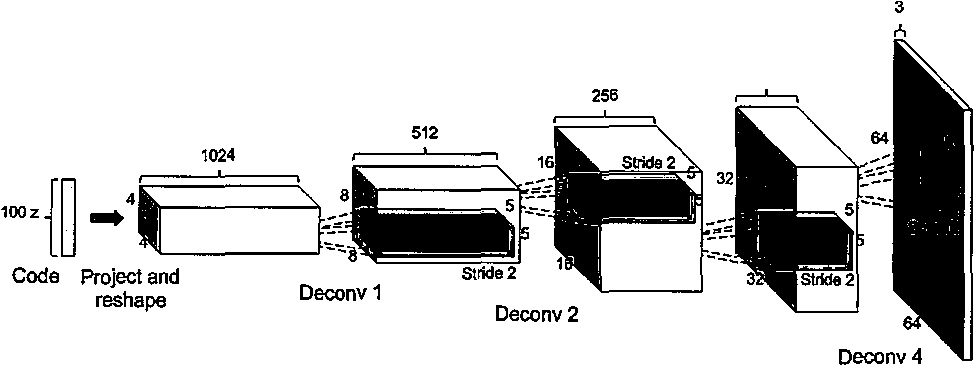 3
256
512
1024
64
16
Stride 2
5
5
32
8
4
5
5
100 z
5
5
4
8
16
32
Stride 2
Stride 2
Code
Project and
reshape
Deconv 1
Deconv 2
64
Deconv 4